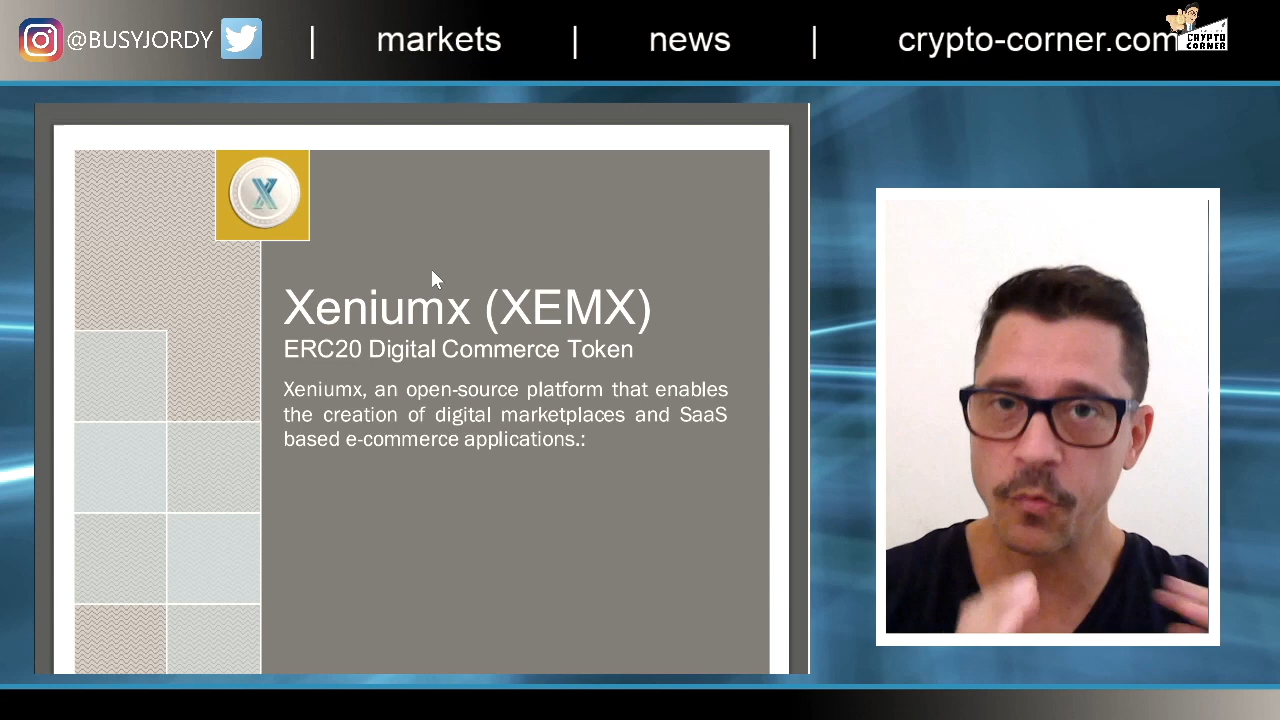 @BUSYJORDY | markets | news | crypto-corner.com
CRYPTO
CORNER
X
Xeniumx (XEMX)
ERC20 Digital Commerce Token
Xeniumx, an open-source platform that enables
the creation of digital marketplaces and SaaS
based e-commerce applications.: